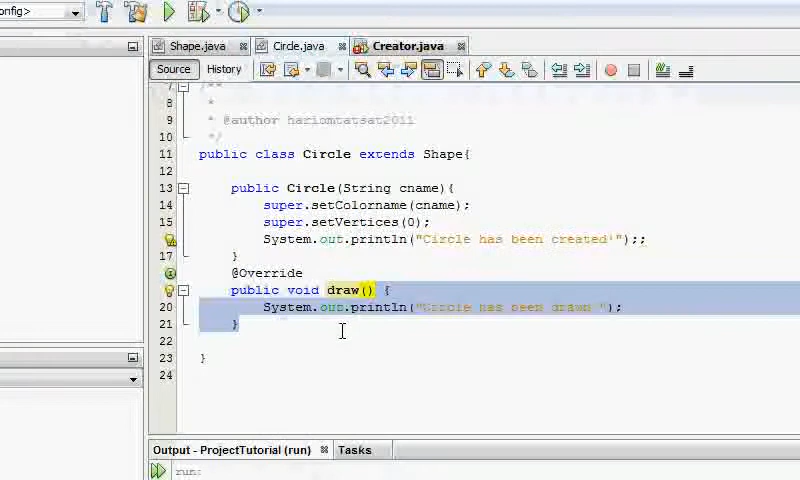 onfig>
Shape.java
Circle.java
Creator.java
Source
History
7 /**
8 *
9 * @author hariomtatsat2011
10 */
11 public class Circle extends Shape{
12
13 public Circle(String cname){
14 super.setColorname(cname);
15 super.setVertices(0);
System.out.println("Circle has been created!");;
17 }
@Override
public void draw() {
20 System.out.println("Circle has been drawn ");
21 }
22
23 }
24
Output - ProjectTutorial (run)
Tasks
run: